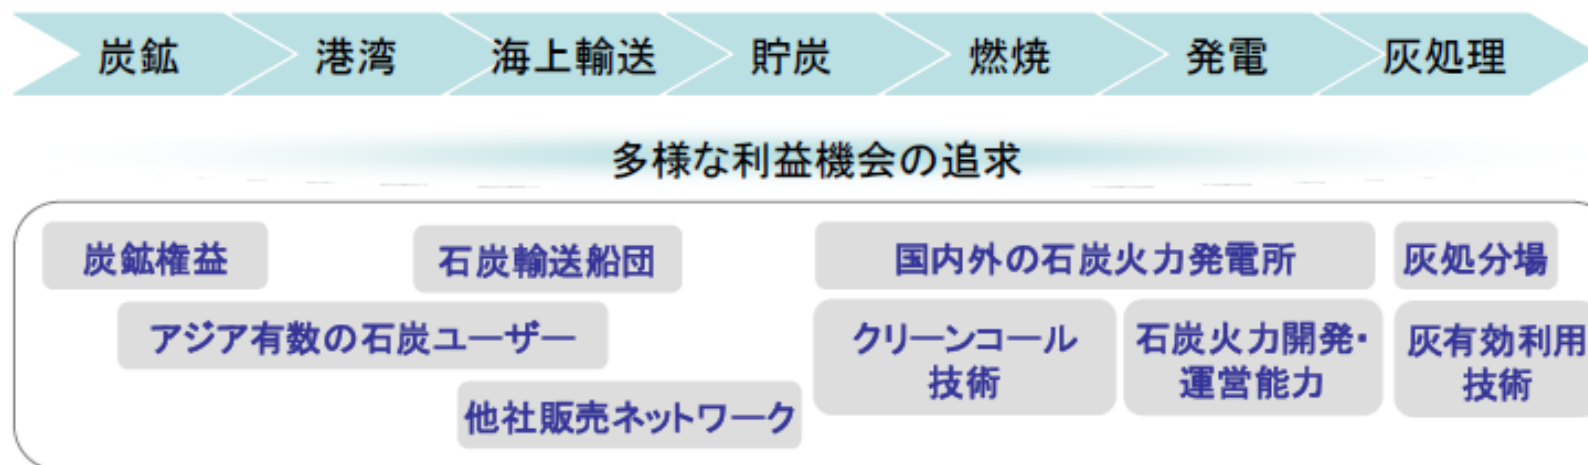 炭鉱
港湾
海上輸送
貯炭
燃焼
発電
灰処理
多様な利益機会の追求
炭鉱権益
石炭輸送船団
国内外の石炭火力発電所
灰処分場
アジア有数の石炭ユーザー
クリーンコール
技術
石炭火力開発・
運営能力
灰有効利用
技術
他社販売ネットワーク